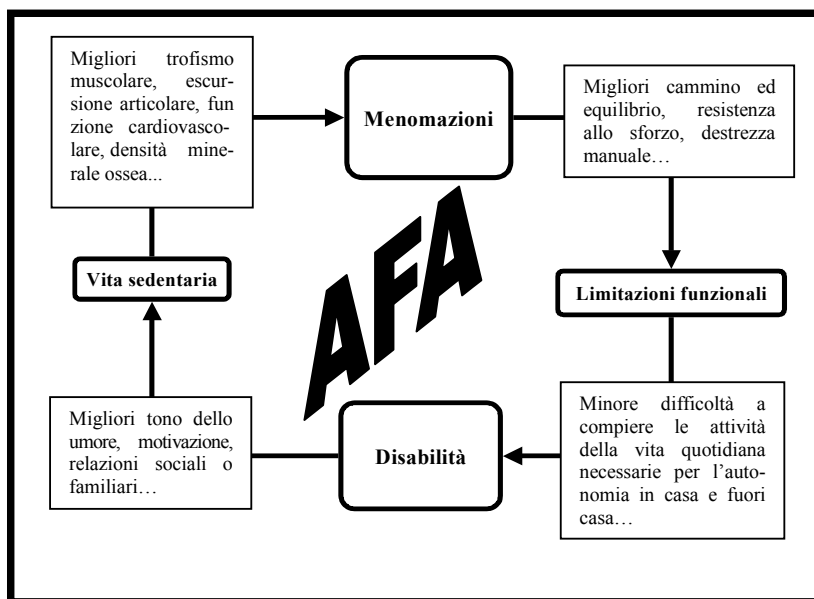 Migliori trofismo
muscolare, escur-
sione articolare, fun
zione cardiovasco-
lare, densità mine-
rale ossea...
Menomazioni
Migliori cammino ed
equilibrio, resistenza
allo sforzo, destrezza
manuale…
Vita sedentaria
AFA
Limitazioni funzionali
Migliori tono dello
umore, motivazione,
relazioni sociali o
familiari…
Disabilità
Minore difficoltà a
compiere le attività
della vita quotidiana
necessarie per l’auto-
nomia in casa e fuori
casa…